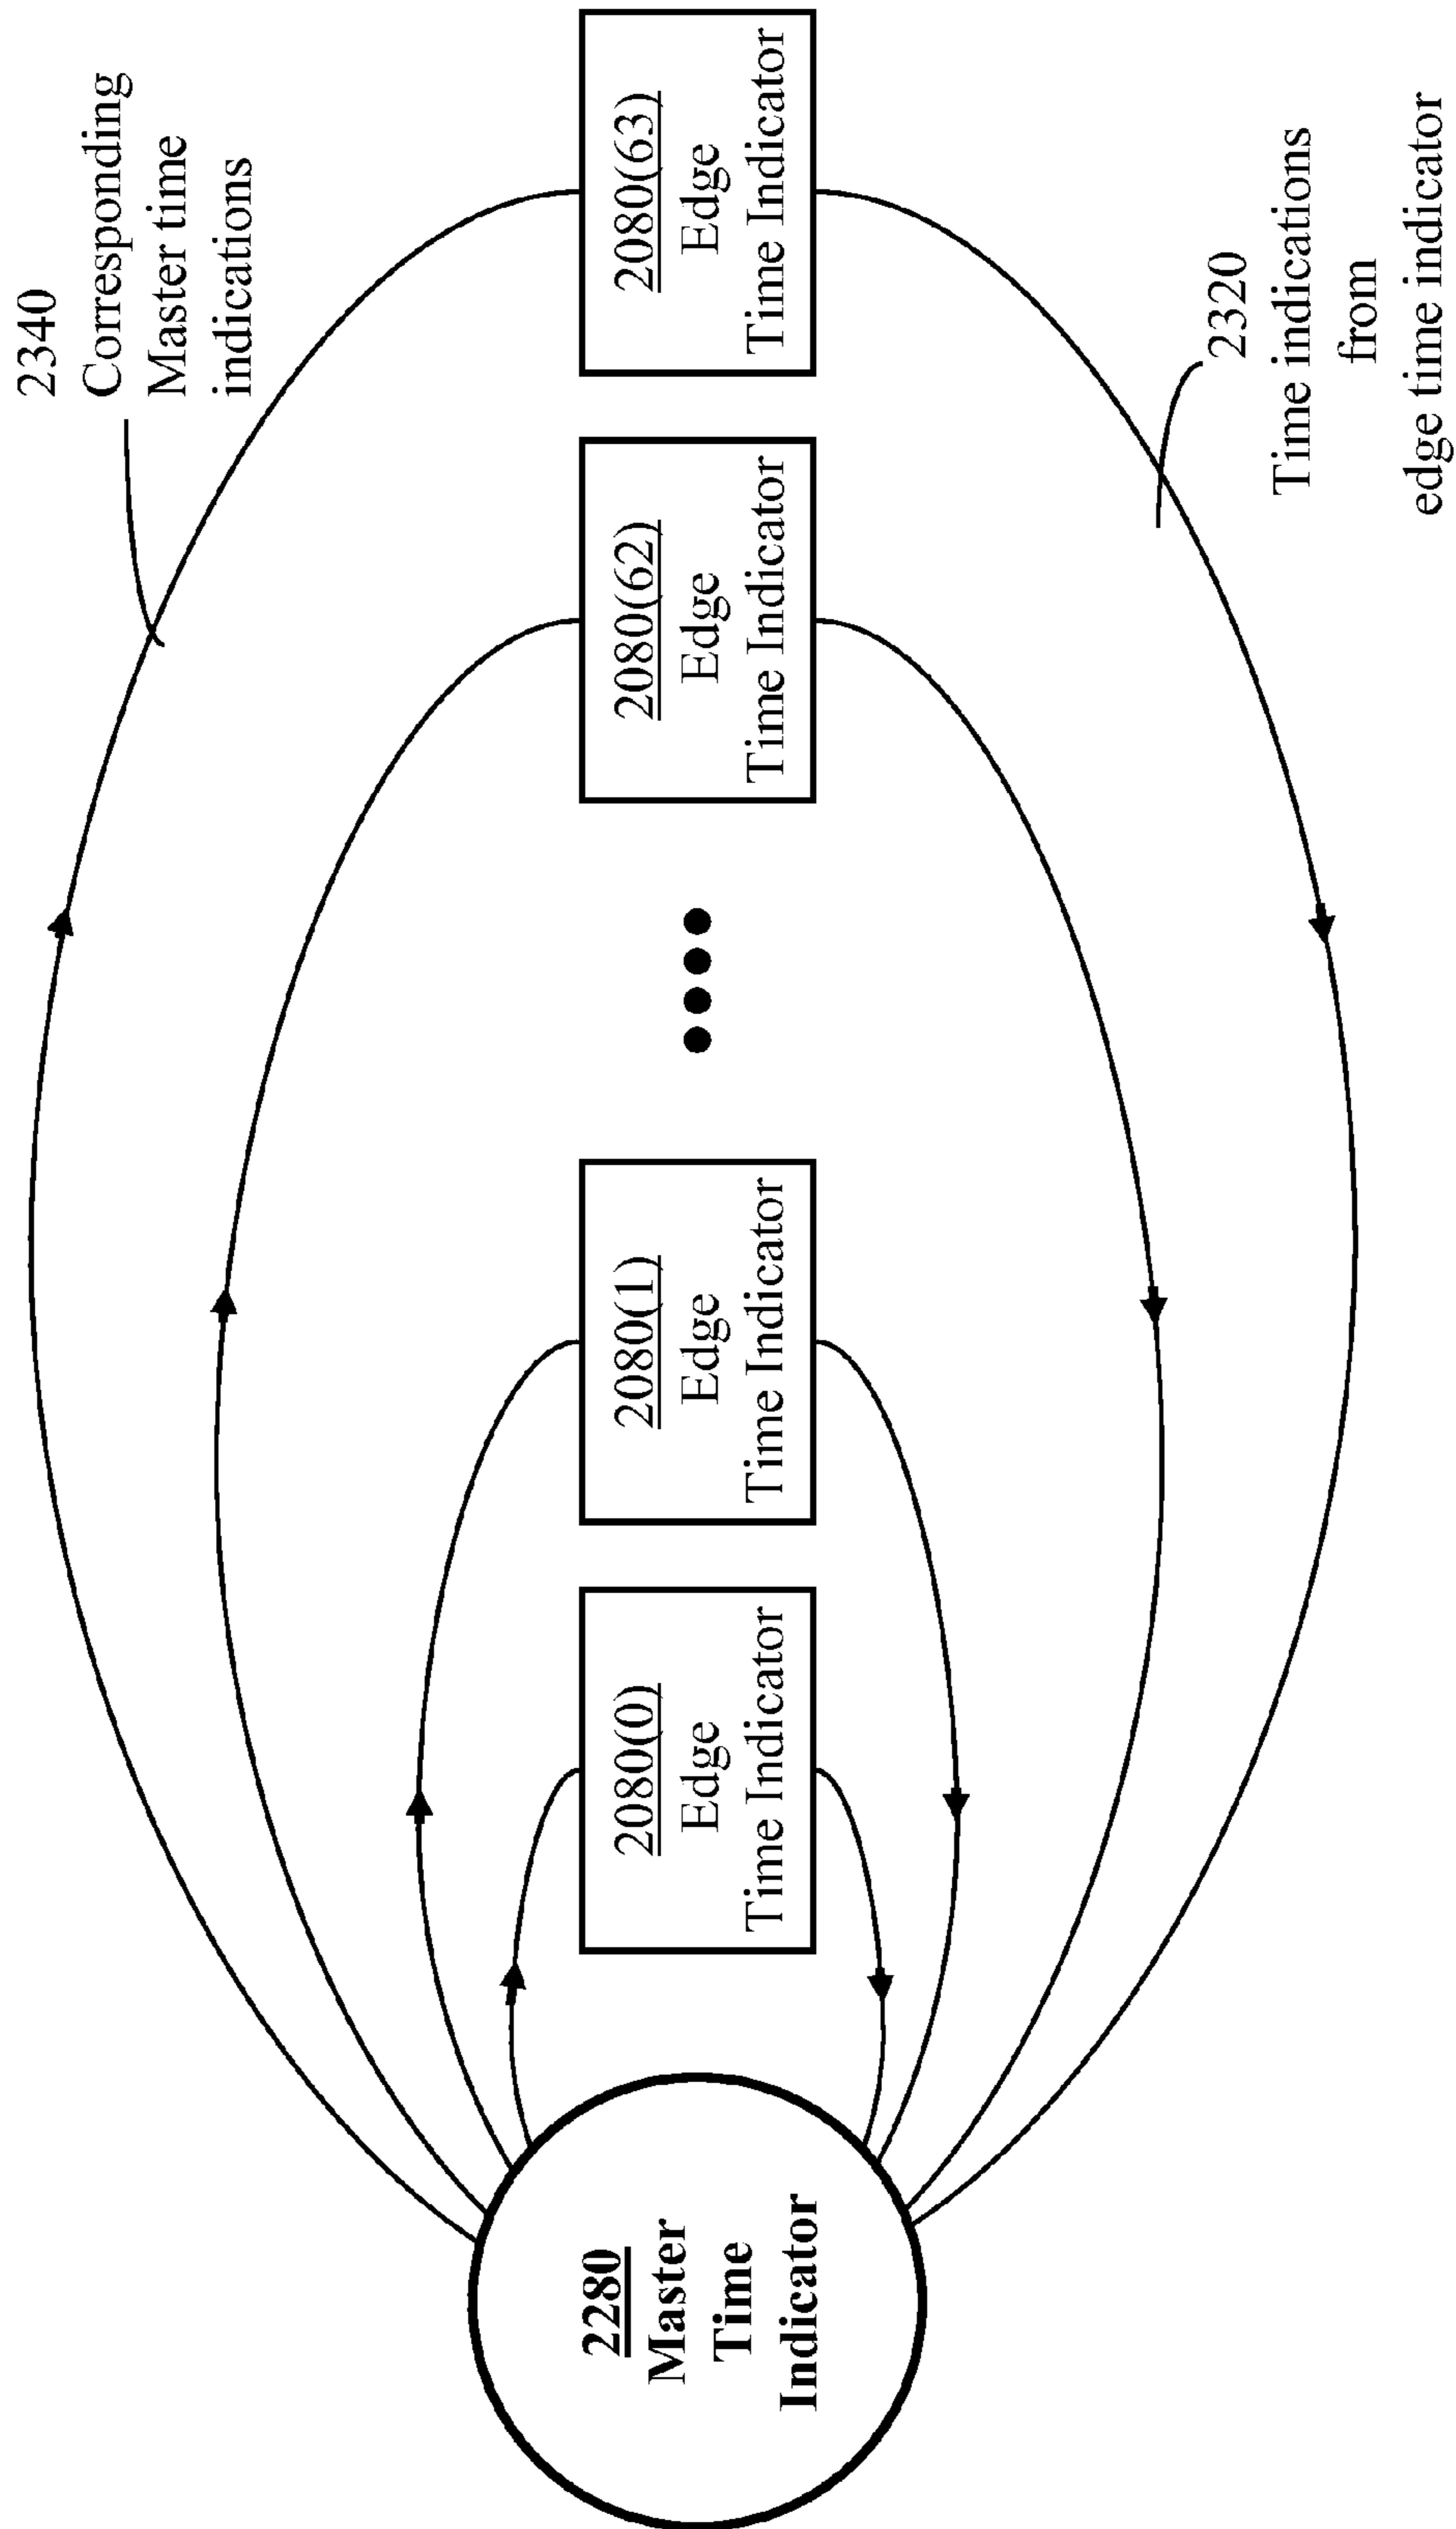 2340
Corresponding
Master time
indications
2280
Master
Time
Indicator
2080(0)
Edge
Time Indicator
2080(1)
Edge
Time Indicator
2080(62)
Edge
Time Indicator
2080(63)
Edge
Time Indicator
2320
Time indications
from
edge time indicator